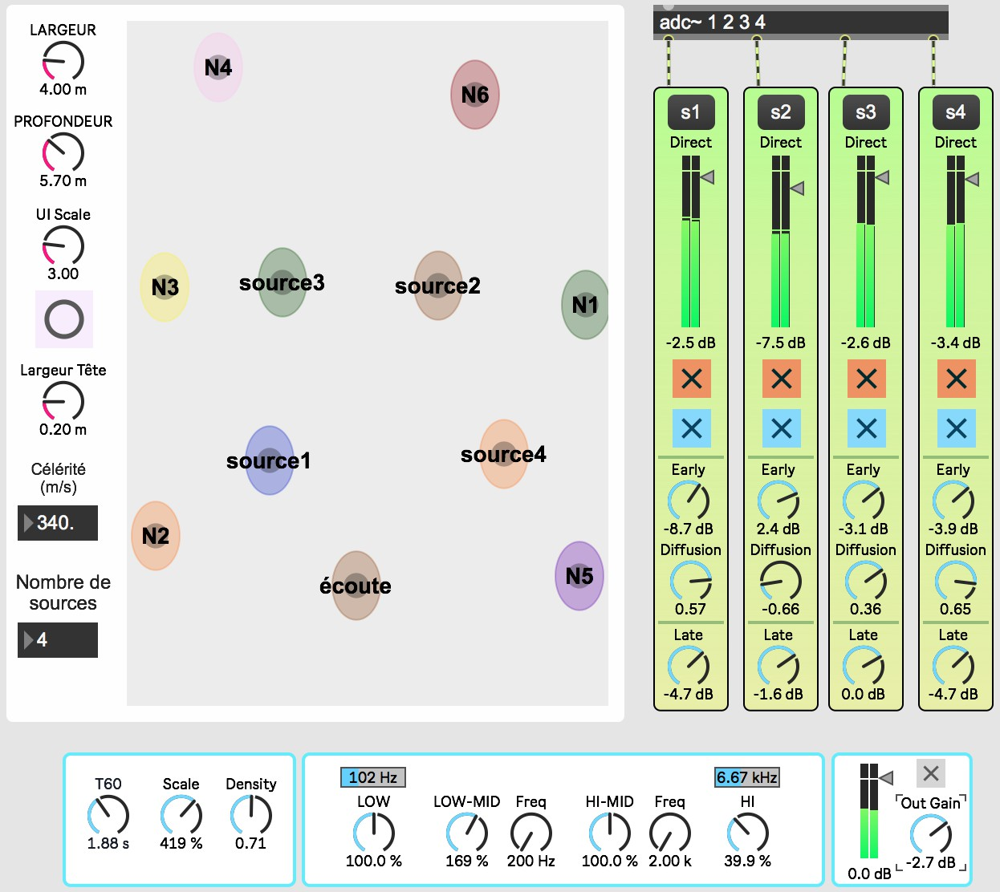 LARGEUR
4.00 m
PROFONDEUR
5.70 m
UI Scale
3.00
Largeur Tête
0.20 m
Célérité
(m/s)
340.
Nombre de
sources
4
N4
N6
N3
source3
source2
N1
source1
source4
N2
écoute
N5
adc~ 1 2 3 4
s1
Direct
-2.5 dB
Early
-8.7 dB
Diffusion
0.57
Late
-4.7 dB
s2
Direct
-7.5 dB
Early
2.4 dB
Diffusion
-0.66
Late
-1.6 dB
s3
Direct
-2.6 dB
Early
-3.1 dB
Diffusion
0.36
Late
0.0 dB
s4
Direct
-3.4 dB
Early
-3.9 dB
Diffusion
0.65
Late
-4.7 dB
T60
1.88 s
Scale
419 %
Density
0.71
102 Hz
LOW
100.0 %
LOW-MID
169 %
Freq
200 Hz
HI-MID
100.0 %
Freq
2.00 k
6.67 kHz
HI
39.9 %
0.0 dB
Out Gain
-2.7 dB